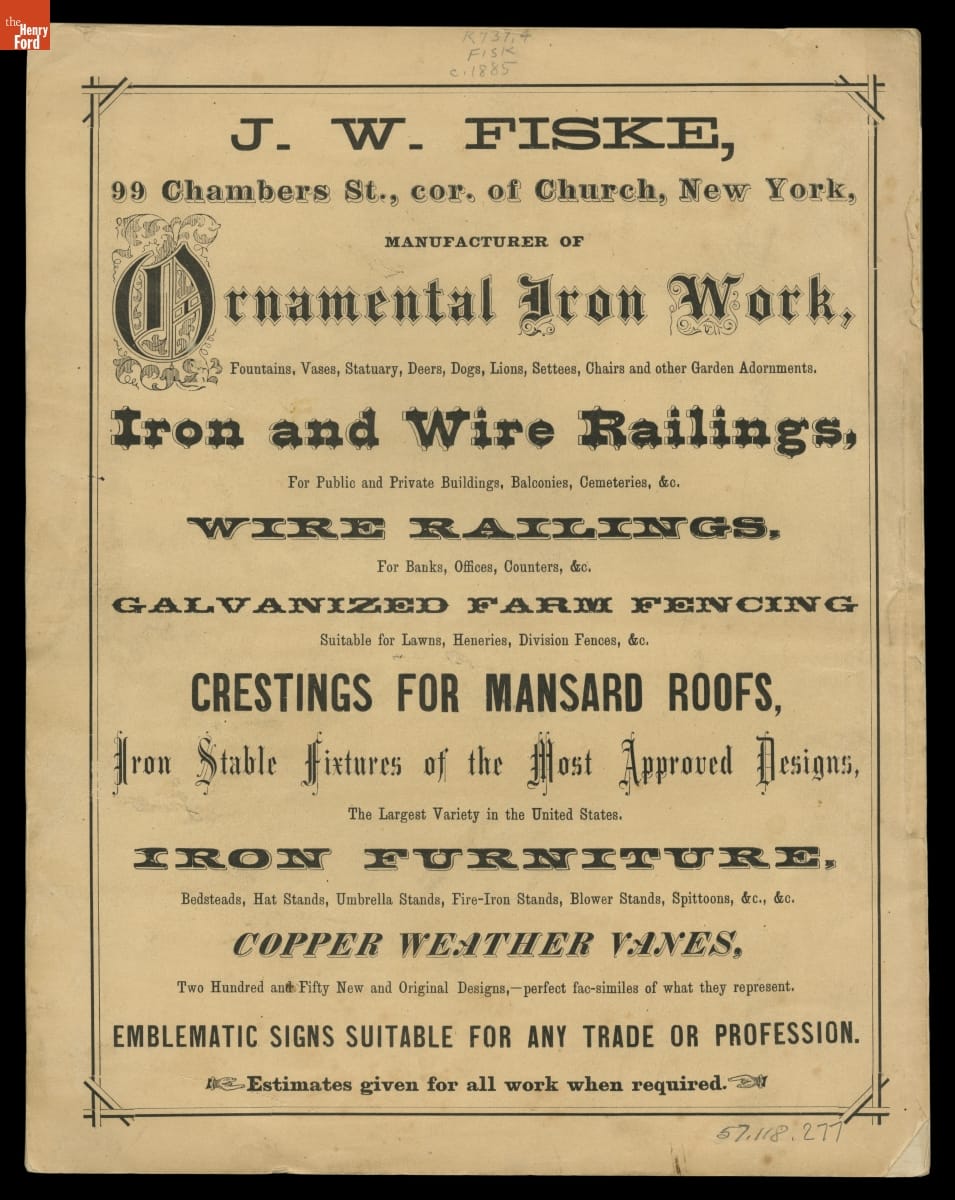 the
Henry
Ford
R737.4
FISK
c.1885
J. W. FISKE,
99 Chambers St., cor. of Church, New York,
MANUFACTURER OF
Ornamental Iron Work,
Fountains, Vases, Statuary, Deers, Dogs, Lions, Settees, Chairs and other Garden Adornments.
Iron and Wire Railings,
For Public and Private Buildings, Balconies, Cemeteries, &c.
WIRE RAILINGS,
For Banks, Offices, Counters, &c.
GALVANIZED FARM FENCING
Suitable for Lawns, Heneries, Division Fences, &c.
CRESTINGS FOR MANSARD ROOFS,
Iron Stable Fixtures of the Most Approved Designs,
The Largest Variety in the United States.
IRON FURNITURE,
Bedsteads, Hat Stands, Umbrella Stands, Fire-Iron Stands, Blower Stands, Spittoons, &c., &c.
COPPER WEATHER VANES,
Two Hundred and Fifty New and Original Designs,—perfect fac-similes of what they represent.
EMBLEMATIC SIGNS SUITABLE FOR ANY TRADE OR PROFESSION.
Estimates given for all work when required.
57.118.277